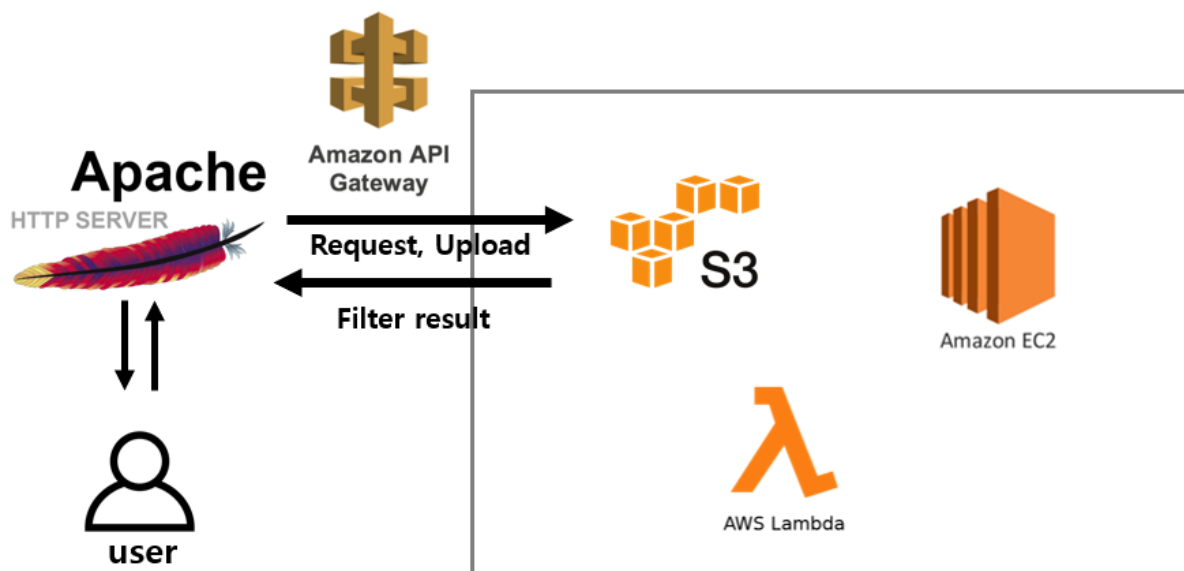 Amazon API
Gateway
Apache
HTTP SERVER
Request, Upload
Filter result
S3
Amazon EC2
AWS Lambda
user